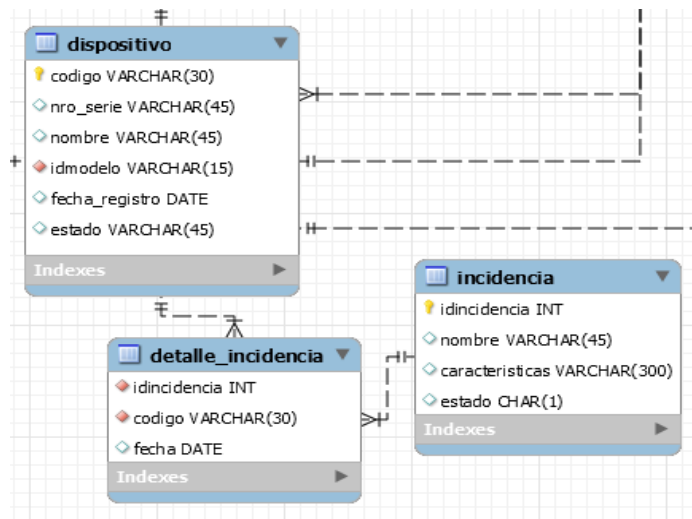 dispositivo
codigo VARCHAR(30)
nro_serie VARCHAR(45)
nombre VARCHAR(45)
idmodelo VARCHAR(15)
fecha_registro DATE
estado VARCHAR(45)
Indexes
incidencia
idincidencia INT
nombre VARCHAR(45)
caracteristicas VARCHAR(300)
estado CHAR(1)
Indexes
detalle_incidencia
idincidencia INT
codigo VARCHAR(30)
fecha DATE
Indexes